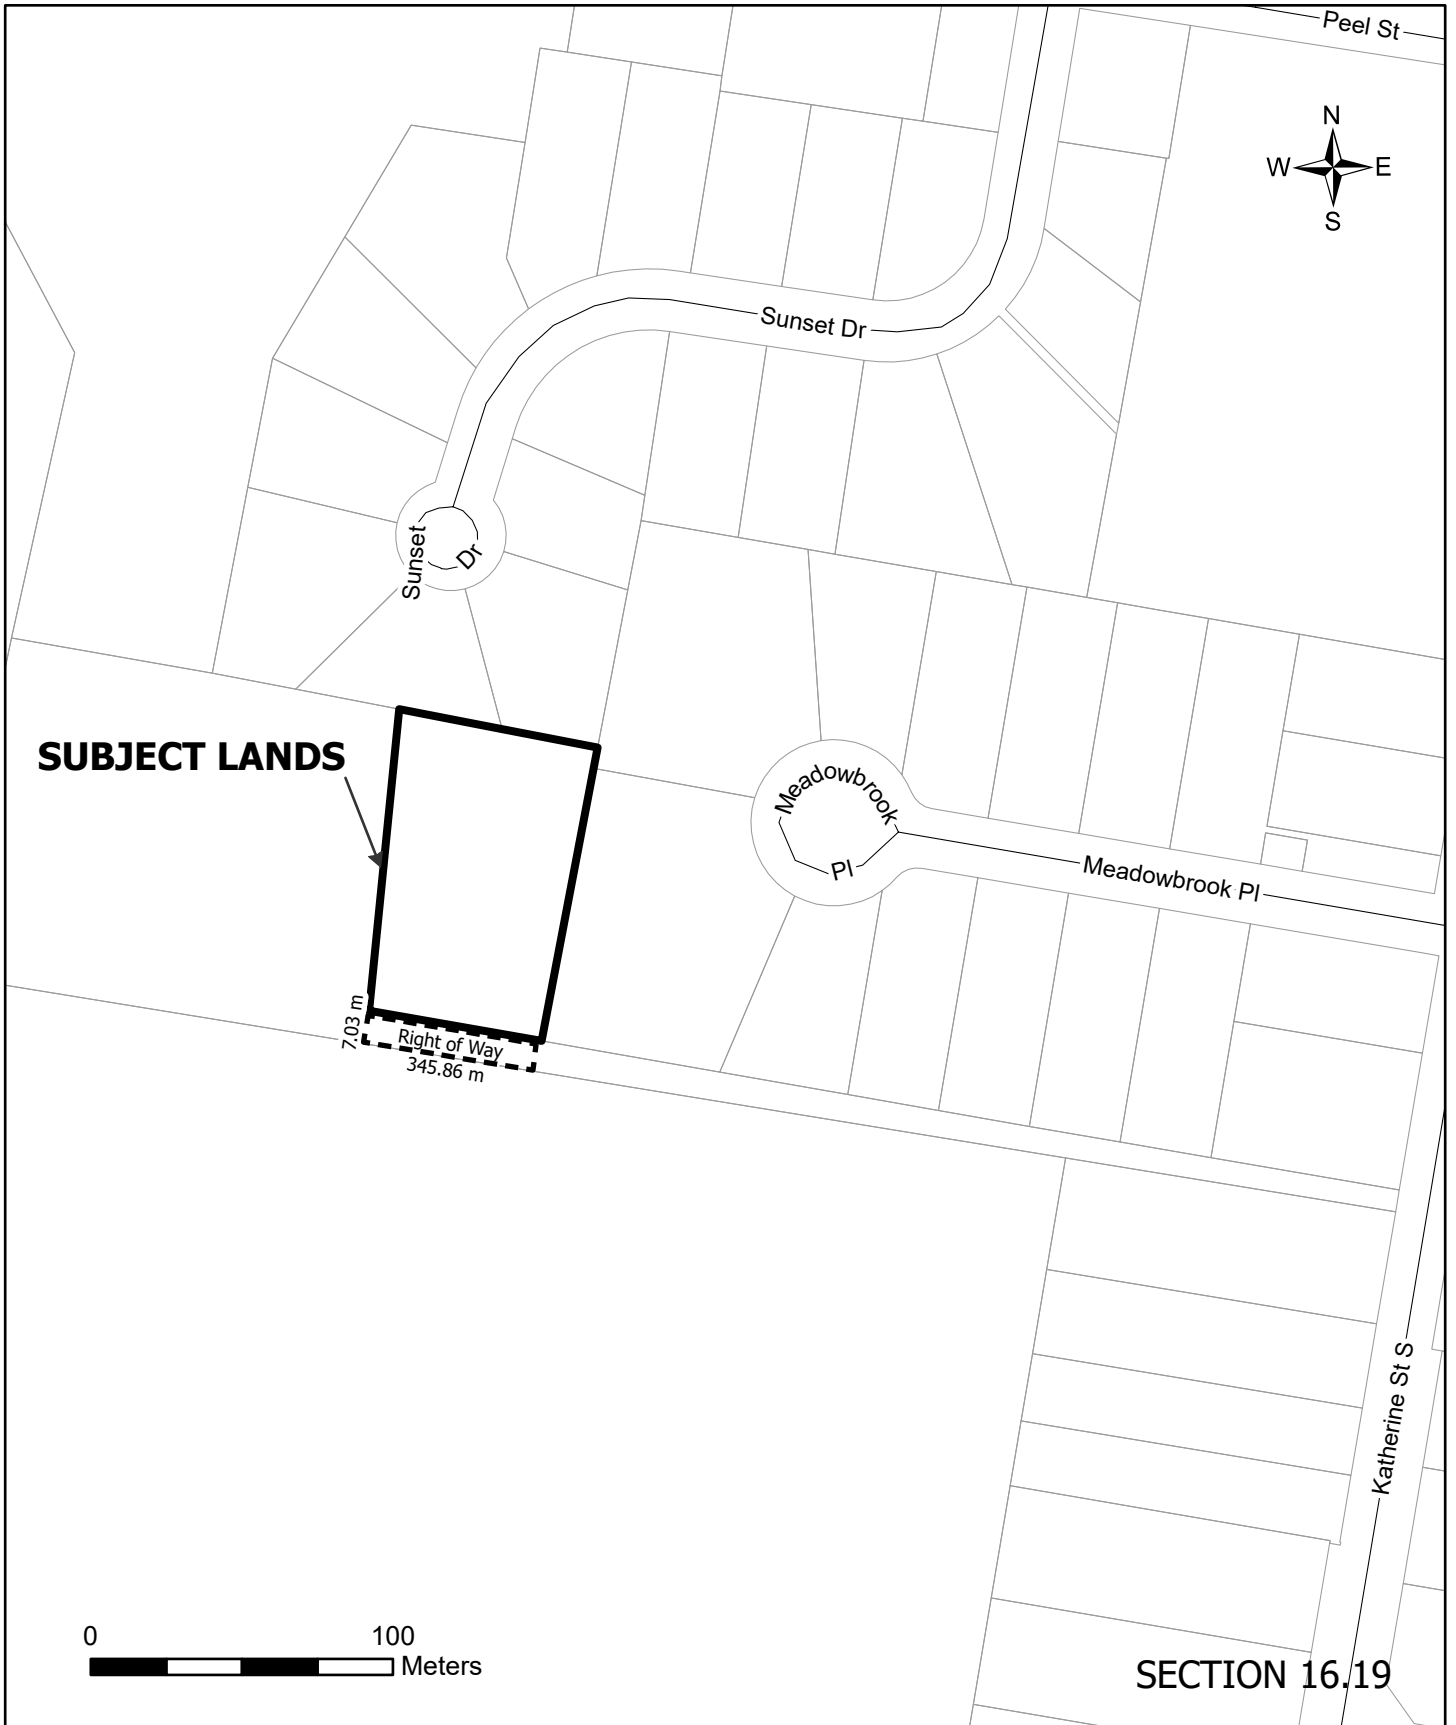 Peel St
N
W E
S
Sunset Dr
Sunset
Dr
SUBJECT LANDS
Meadowbrook
Pl
Meadowbrook Pl
7.03 m
Right of Way
345.86 m
Katherine St S
0 100
Meters
SECTION 16.19